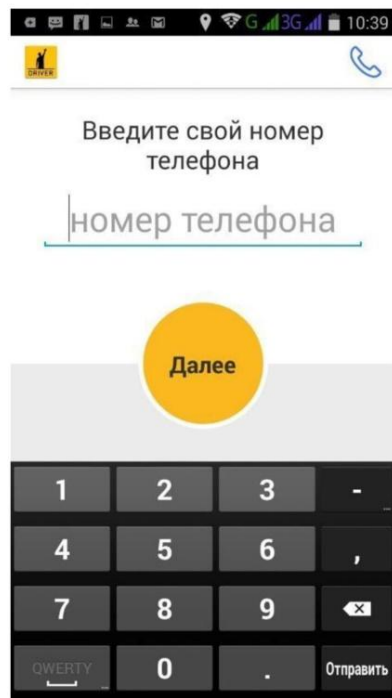 G 3G 10:39
DRIVER
Введите свой номер
телефона
номер телефона
Далее
1 2 3 -
4 5 6 ,
7 8 9
QWERTY 0 . Отправить